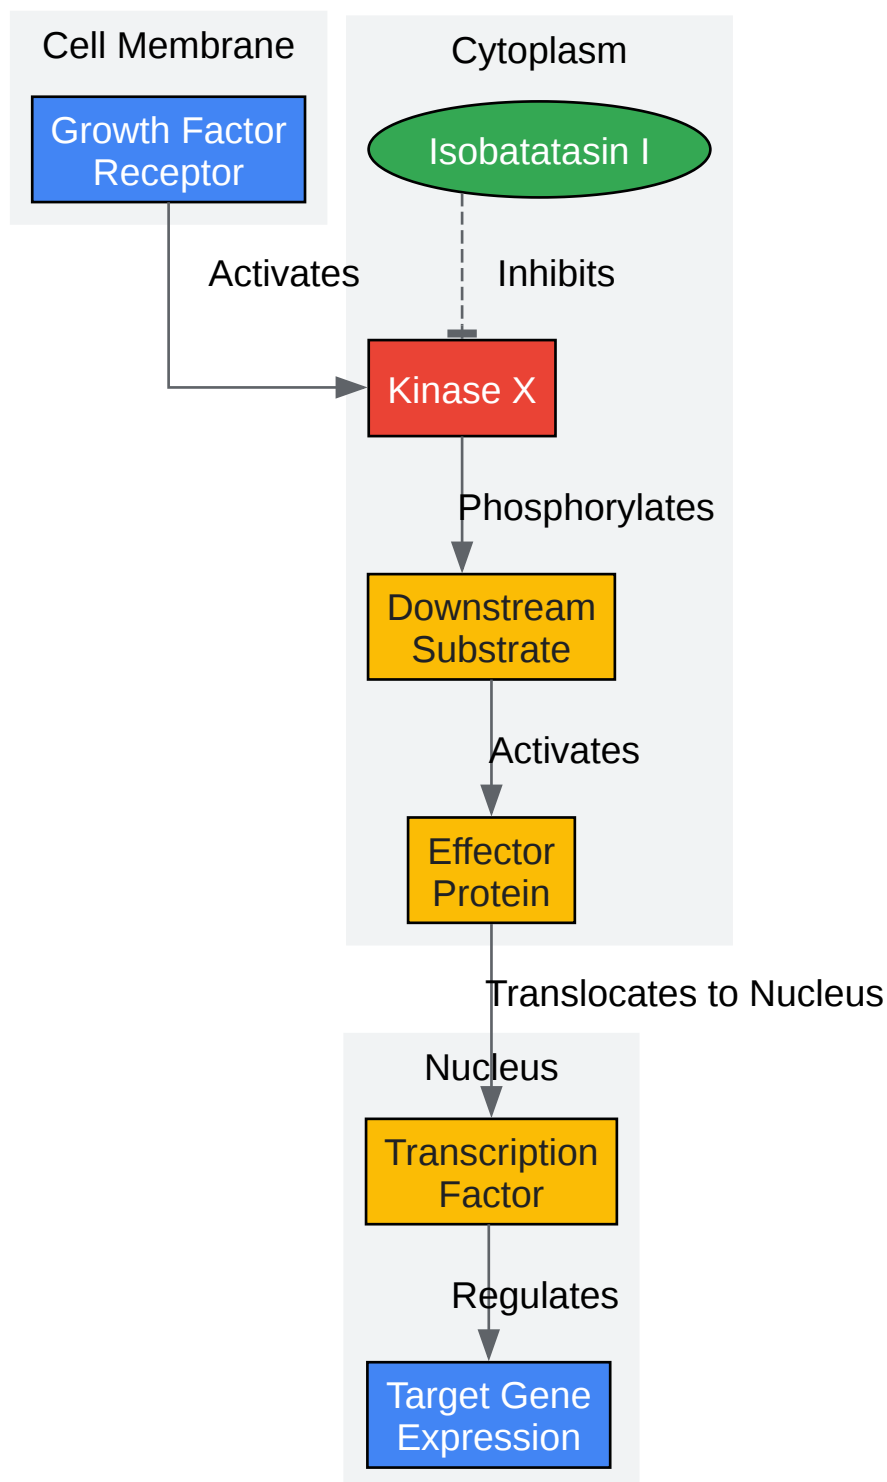 Cell Membrane
Growth Factor
Receptor
Cytoplasm
Isobatatasin I
Activates
Inhibits
Kinase X
Phosphorylates
Downstream
Substrate
Activates
Effector
Protein
Translocates to Nucleus
Nucleus
Transcription
Factor
Regulates
Target Gene
Expression